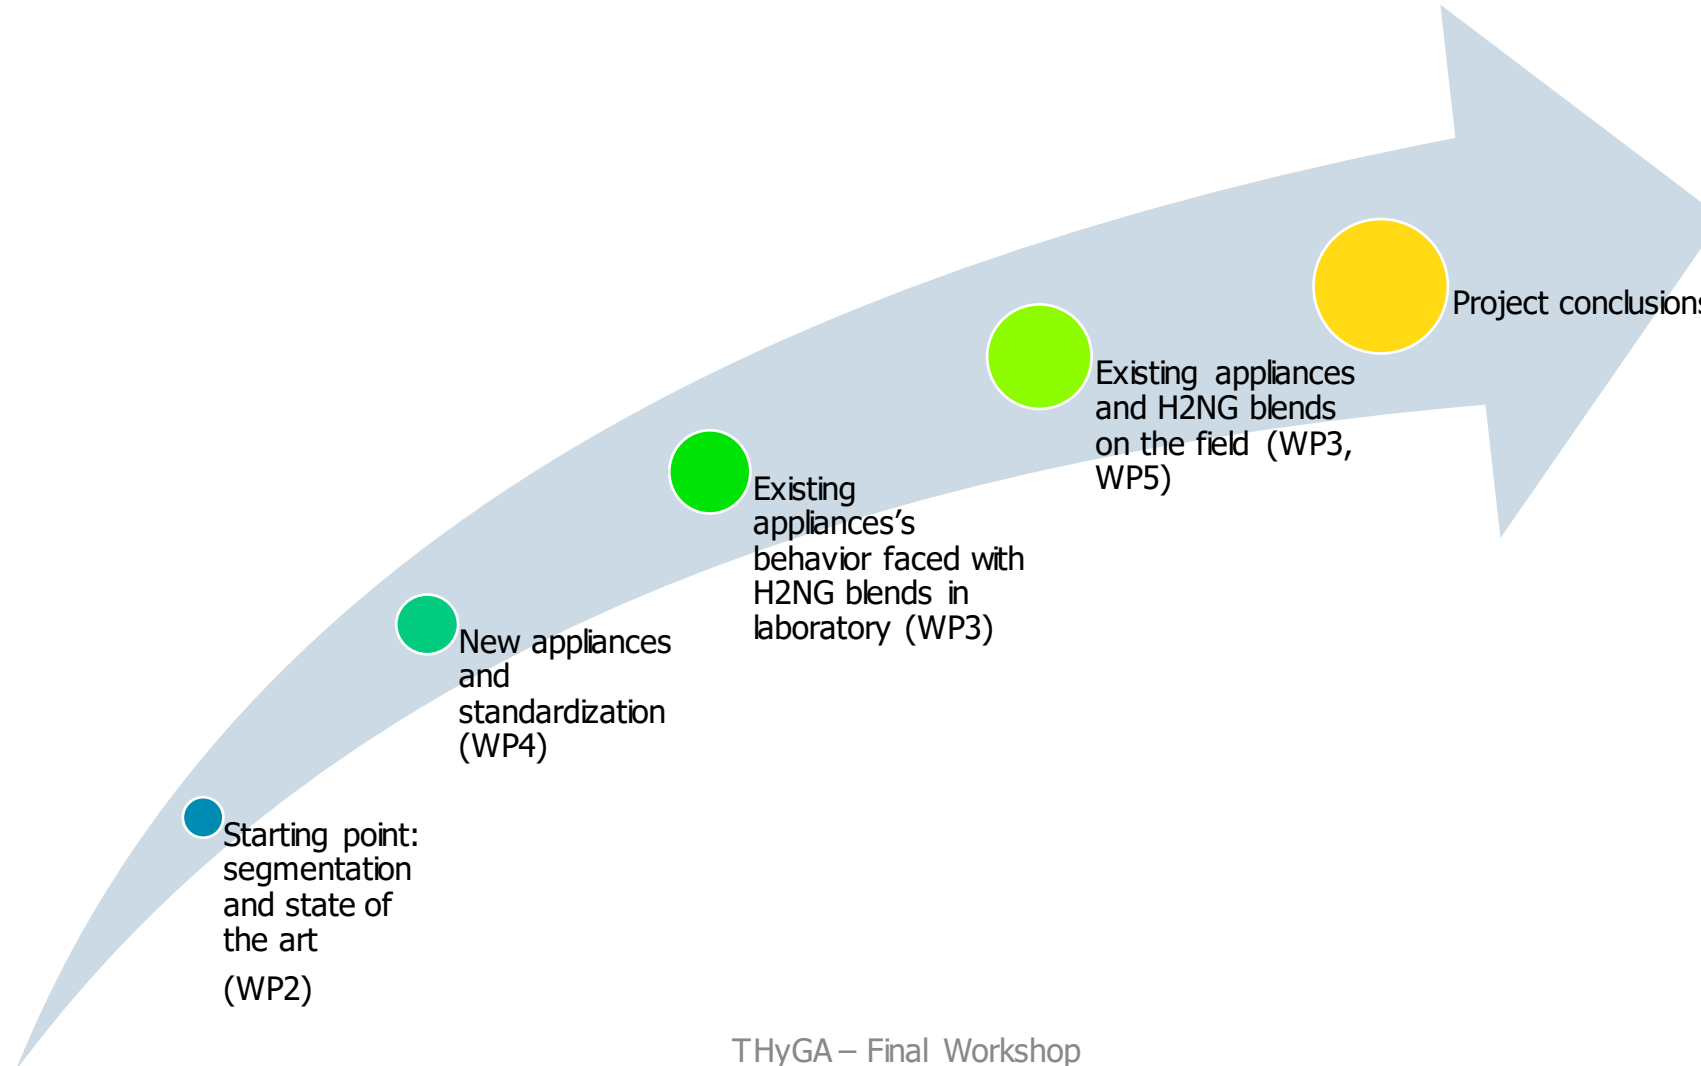 Project conclusions
Existing appliances
and H2NG blends
on the field (WP3,
WP5)
Existing
appliances’s
behavior faced with
H2NG blends in
laboratory (WP3)
New appliances
and
standardization
(WP4)
Starting point:
segmentation
and state of
the art
(WP2)
THyGA – Final Workshop